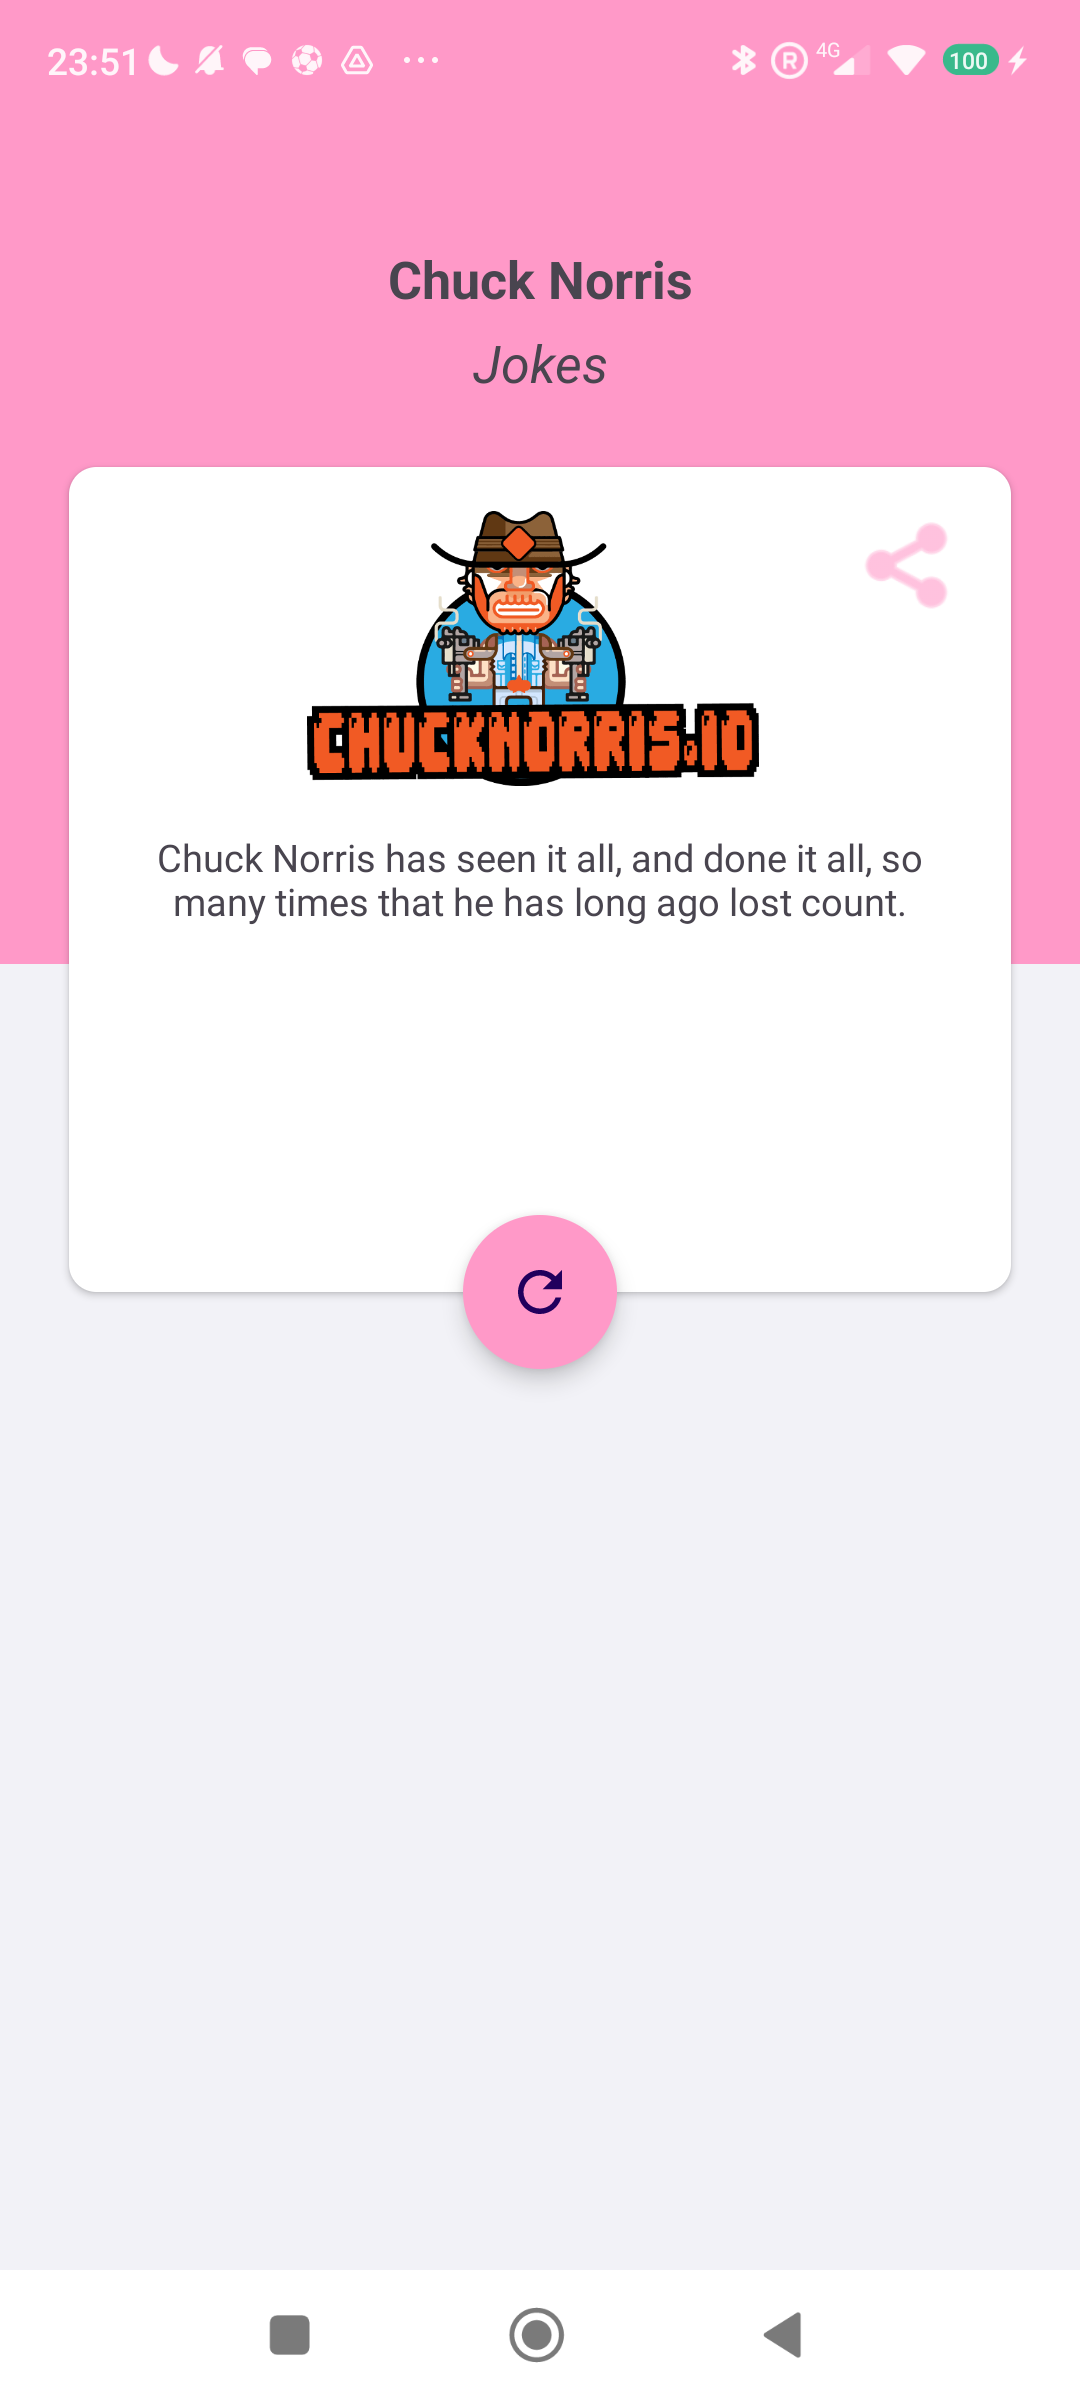 23:51
4G
100
Chuck Norris
Jokes
CHUCKNORRIS.IO
Chuck Norris has seen it all, and done it all, so
many times that he has long ago lost count.